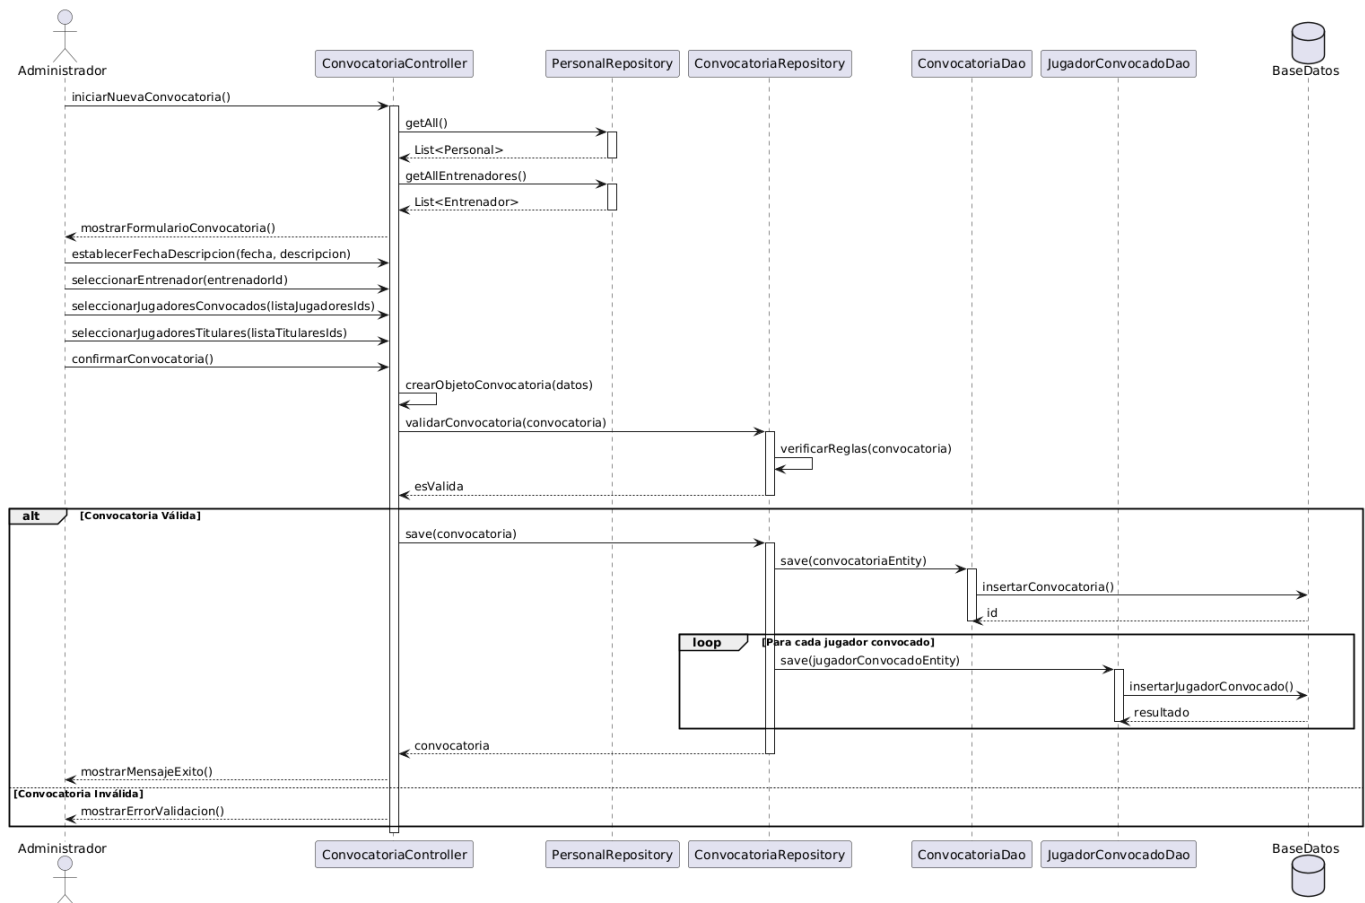 Administrador
ConvocatoriaController
PersonalRepository
ConvocatoriaRepository
ConvocatoriaDao
JugadorConvocadoDao
BaseDatos
iniciarNuevaConvocatoria()
getAll()
List<Personal>
getAllEntrenadores()
List<Entrenador>
mostrarFormularioConvocatoria()
establecerFechaDescripcion(fecha, descripcion)
seleccionarEntrenador(entrenadorId)
seleccionarJugadoresConvocados(listaJugadoresIds)
seleccionarJugadoresTitulares(listaTitularesIds)
confirmarConvocatoria()
crearObjetoConvocatoria(datos)
validarConvocatoria(convocatoria)
verificarReglas(convocatoria)
esValida
alt [Convocatoria Válida]
save(convocatoria)
save(convocatoriaEntity)
insertarConvocatoria()
id
loop [Para cada jugador convocado]
save(jugadorConvocadoEntity)
insertarJugadorConvocado()
resultado
convocatoria
mostrarMensajeExito()
[Convocatoria Inválida]
mostrarErrorValidacion()
Administrador
ConvocatoriaController
PersonalRepository
ConvocatoriaRepository
ConvocatoriaDao
JugadorConvocadoDao
BaseDatos